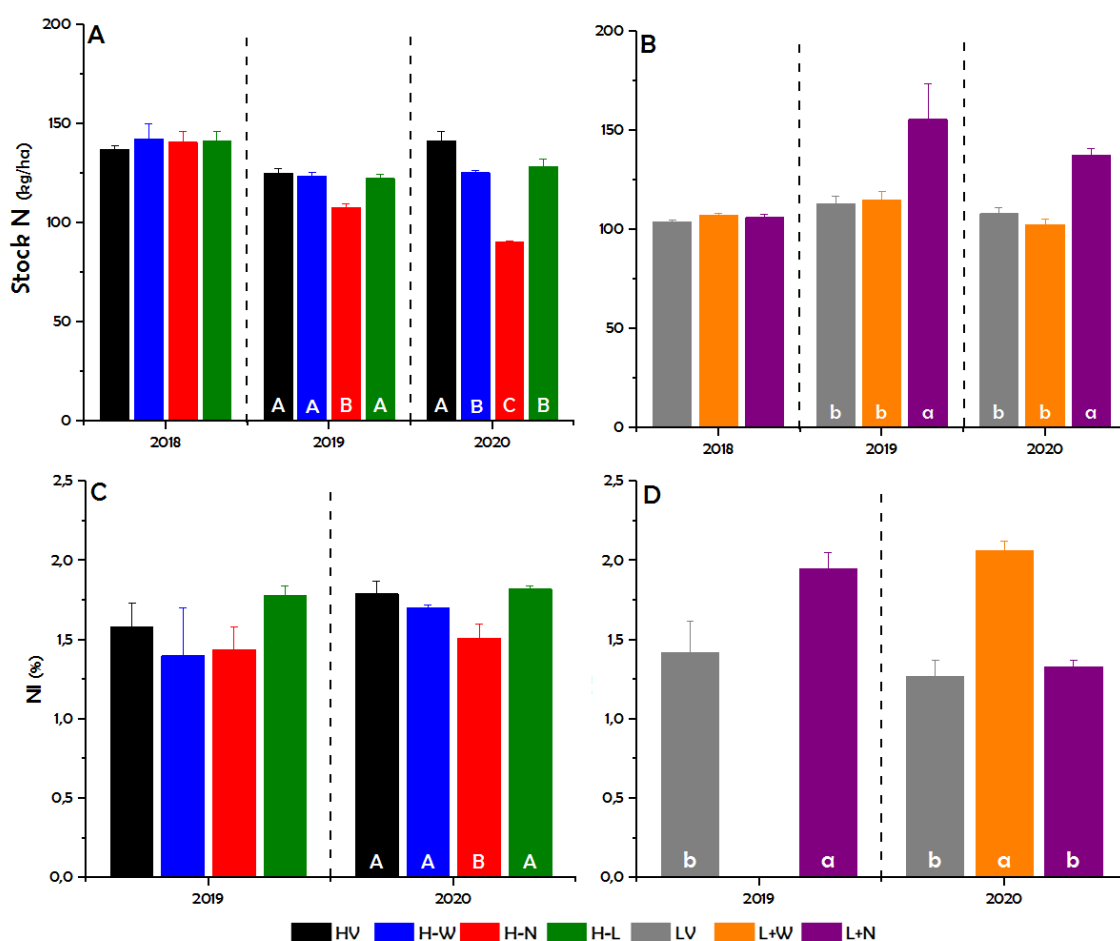 A
Stock N (kg/ha)
200
150
100
50
0
A A B A
A B C B
2018 2019 2020
B
200
150
100
50
0
b b a
b b a
2018 2019 2020
C
NI (%)
2,5
2,0
1,5
1,0
0,5
0,0
A A B A
2019 2020
D
2,5
2,0
1,5
1,0
0,5
0,0
b a
b a b
2019 2020
HV H-W H-N H-L LV L+W L+N